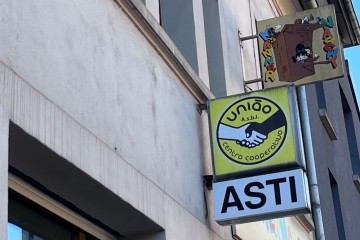 União
A.s.b.l.
centro cooperativo
ASTI